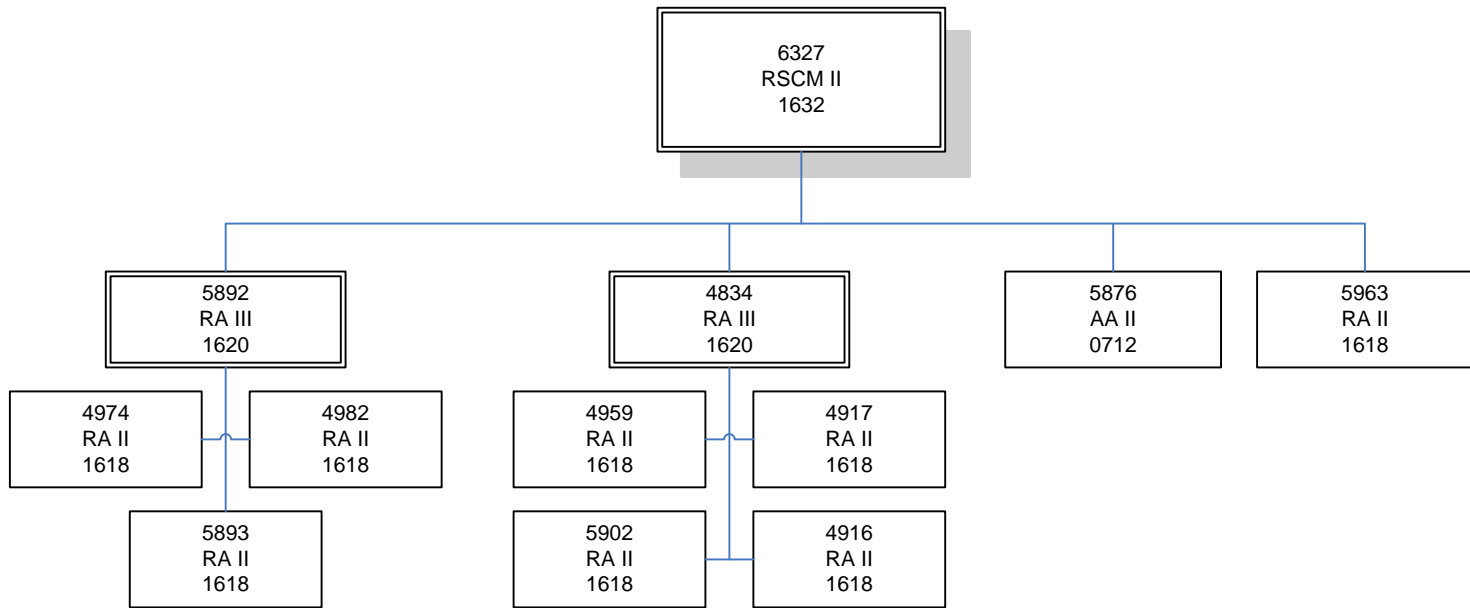 6327
RSCM II
1632
5892
RA III
1620
4834
RA III
1620
5876
AA II
0712
5963
RA II
1618
4974
RA II
1618
4982
RA II
1618
4959
RA II
1618
4917
RA II
1618
5893
RA II
1618
5902
RA II
1618
4916
RA II
1618